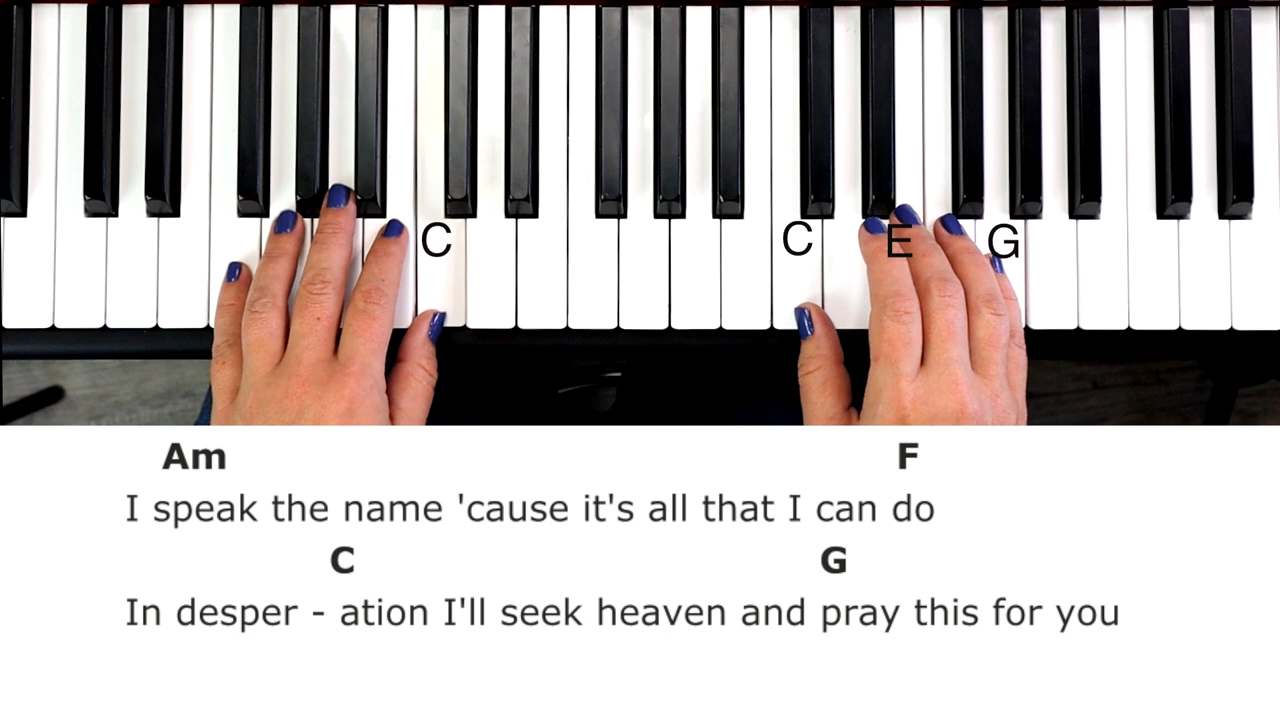 C C E G
Am F
I speak the name 'cause it's all that I can do
C G
In desper - ation I'll seek heaven and pray this for you